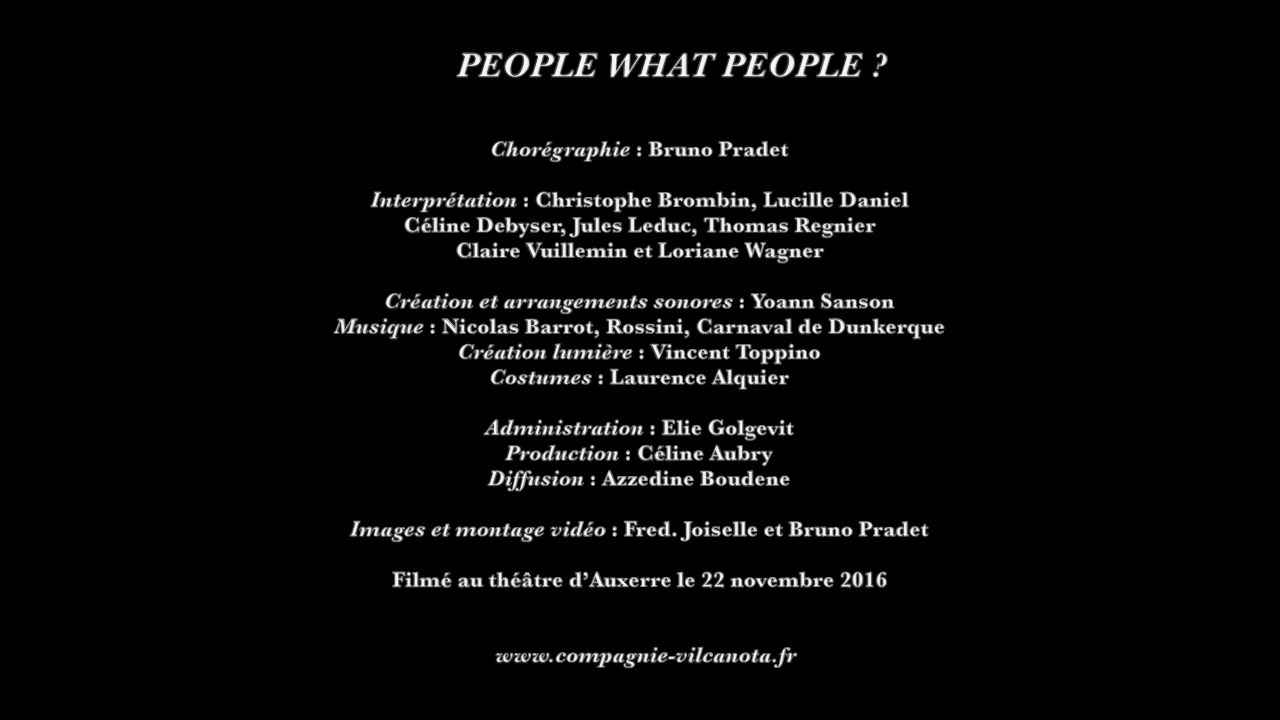 PEOPLE WHAT PEOPLE ?
Chorégraphie : Bruno Pradet
Interprétation : Christophe Brombin, Lucille Daniel
Céline Debyser, Jules Leduc, Thomas Regnier
Claire Vuillemin et Loriane Wagner
Création et arrangements sonores : Yoann Sanson
Musique : Nicolas Barrot, Rossini, Carnaval de Dunkerque
Création lumière : Vincent Toppino
Costumes : Laurence Alquier
Administration : Elie Golgevit
Production : Céline Aubry
Diffusion : Azzedine Boudene
Images et montage vidéo : Fred. Joiselle et Bruno Pradet
Filmé au théâtre d’Auxerre le 22 novembre 2016
www.compagnie-vilcanota.fr